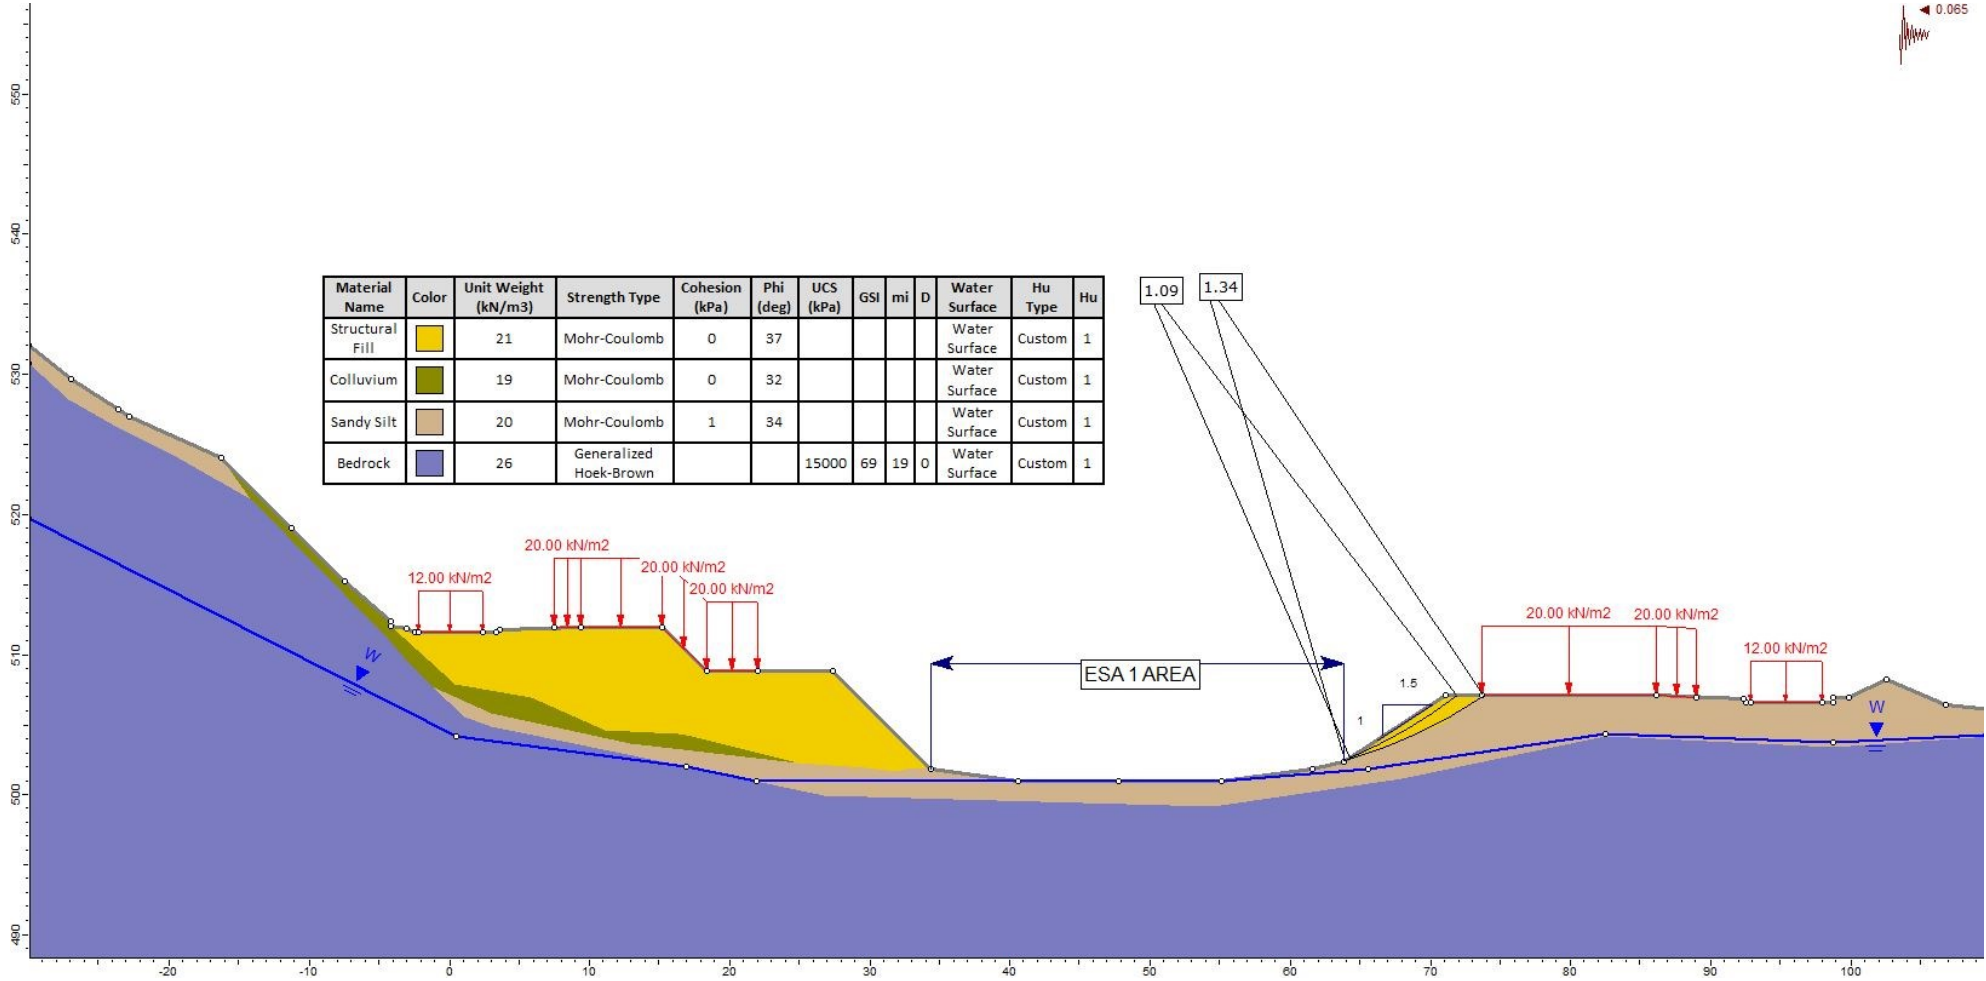 0.065
550
540
530
520
510
500
490
Material Name Color Unit Weight (kN/m3) Strength Type Cohesion (kPa) Phi (deg) UCS (kPa) GSI mi D Water Surface Hu Type Hu
Structural Fill 21 Mohr-Coulomb 0 37 Water Surface Custom 1
Colluvium 19 Mohr-Coulomb 0 32 Water Surface Custom 1
Sandy Silt 20 Mohr-Coulomb 1 34 Water Surface Custom 1
Bedrock 26 Generalized Hoek-Brown 15000 69 19 0 Water Surface Custom 1
1.09
1.34
20.00 kN/m2
12.00 kN/m2
20.00 kN/m2
20.00 kN/m2
W
ESA 1 AREA
1.5
1
20.00 kN/m2
20.00 kN/m2
12.00 kN/m2
W
-20
-10
0
10
20
30
40
50
60
70
80
90
100